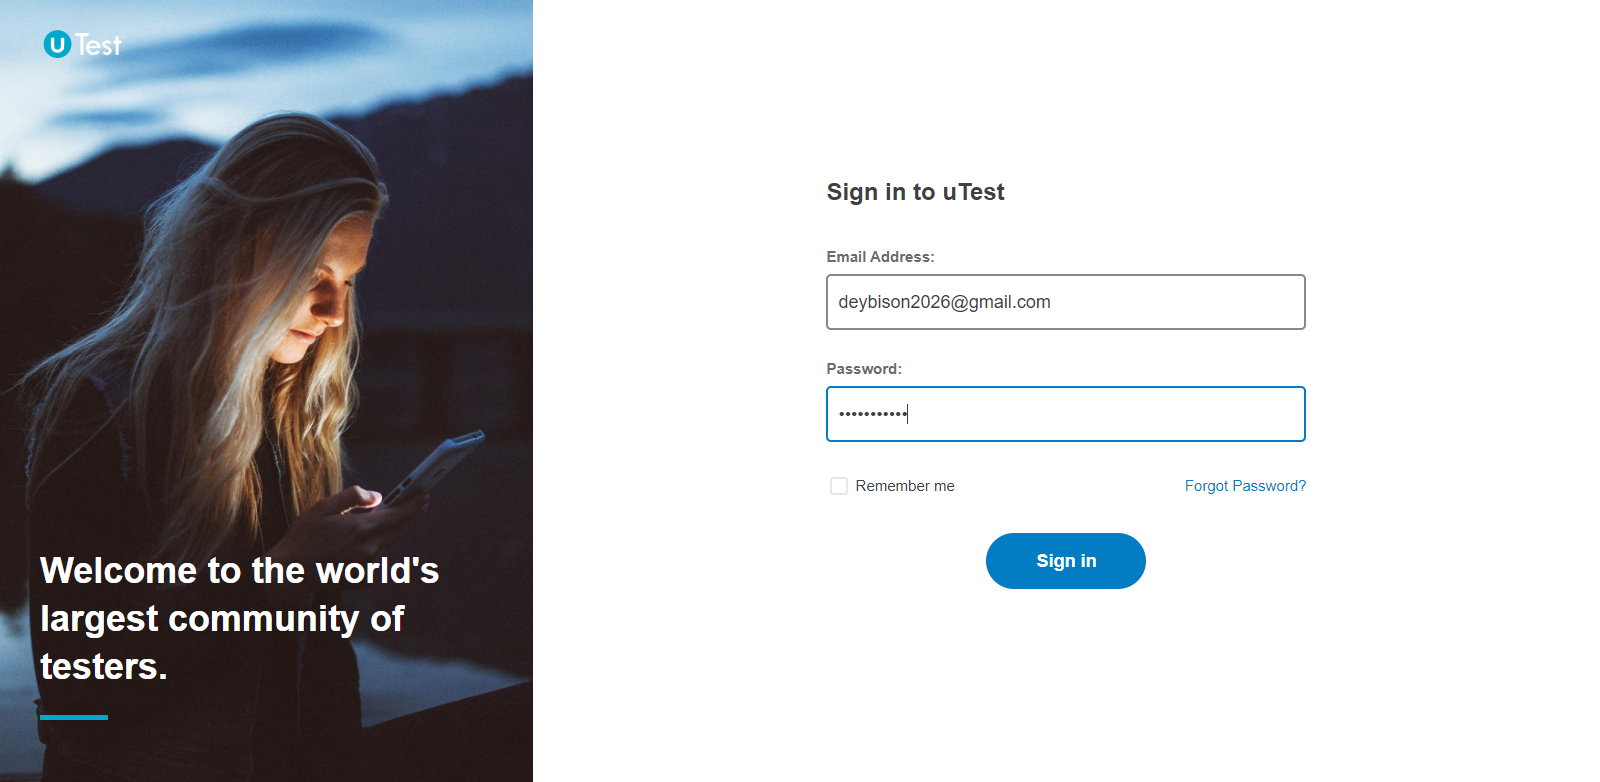 uTest
Welcome to the world's
largest community of
testers.
Sign in to uTest
Email Address:
deybison2026@gmail.com
Password:
•••••••••••
Remember me
Forgot Password?
Sign in